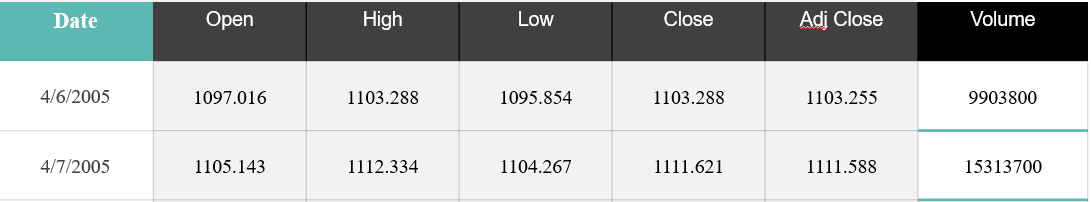 Date Open High Low Close Adj Close Volume
4/6/2005 1097.016 1103.288 1095.854 1103.288 1103.255 9903800
4/7/2005 1105.143 1112.334 1104.267 1111.621 1111.588 15313700